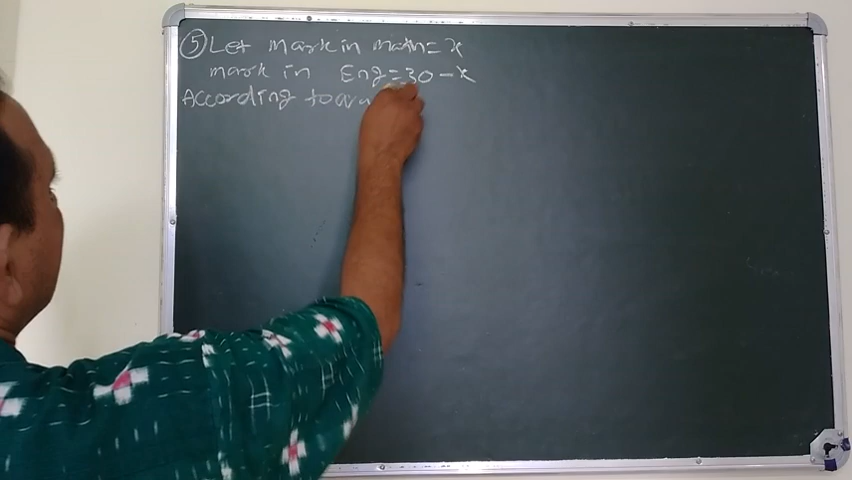 ⑤ Let mark in math = x
mark in Eng = 30 - x
According to